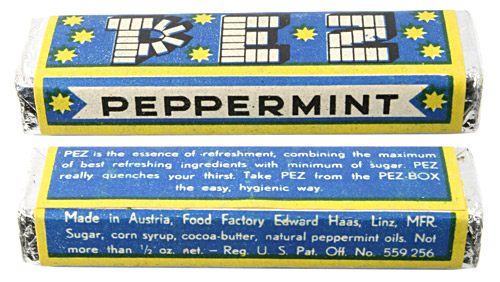 PEZ
PEPPERMINT
PEZ is the essence of refreshment, combining the maximum
of best refreshing ingredients with minimum of sugar. PEZ
really quenches your thirst. Take PEZ from the PEZ-BOX
the easy, hygienic way.
Made in Austria, Food Factory Edward Haas, Linz, MFR.
Sugar, corn syrup, cocoa-butter, natural peppermint oils. Not
more than ½ oz. net. – Reg. U. S. Pat. Off. No. 559 256